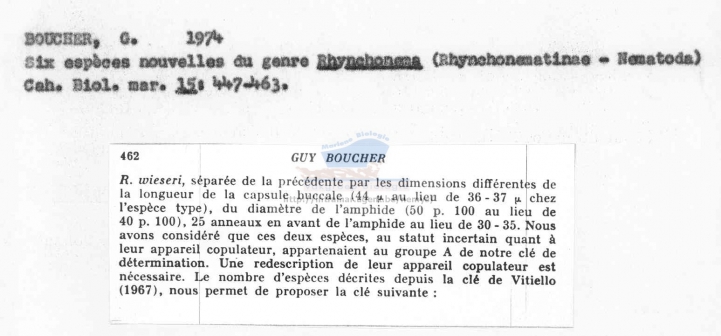 BOUCHER, G. 1974
Six espèces nouvelles du genre Rhynchonema (Rhynchonematinae - Nematoda)
Cah. Biol. mar. 15: 447-463.
462 GUY BOUCHER
R. wieseri, séparée de la précédente par les dimensions différentes de
la longueur de la capsule buccale (44 µ au lieu de 36 - 37 µ chez
l'espèce type), du diamètre de l'amphide (50 p. 100 au lieu de
40 p. 100), 25 anneaux en avant de l'amphide au lieu de 30 - 35. Nous
avons considéré que ces deux espèces, au statut incertain quant à
leur appareil copulateur, appartenaient au groupe A de notre clé de
détermination. Une redescription de leur appareil copulateur est
nécessaire. Le nombre d'espèces décrites depuis la clé de Vitiello
(1967), nous permet de proposer la clé suivante :